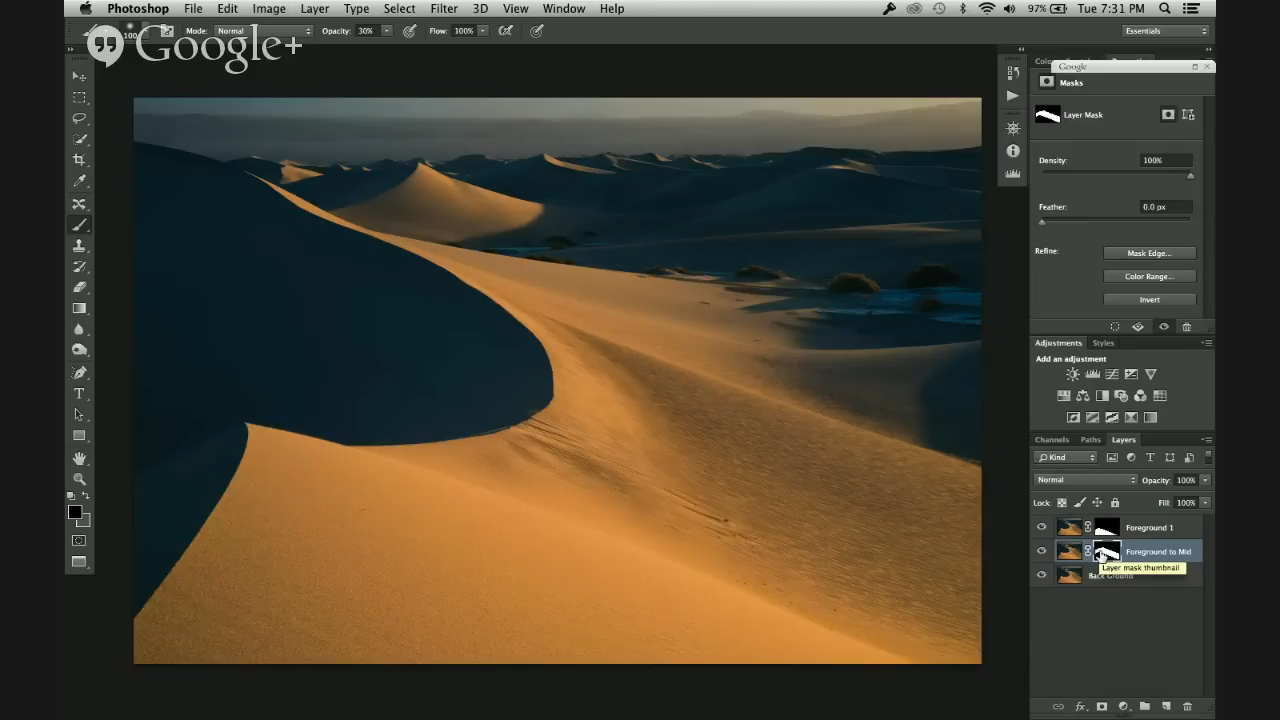 Photoshop File Edit Image Layer Type Select Filter 3D View Window Help
97% Tue 7:31 PM
100 Mode: Normal Opacity: 30% Flow: 100% Essentials
Google+
Google
Masks
Layer Mask
Density: 100%
Feather: 0.0 px
Refine: Mask Edge...
Color Range...
Invert
Adjustments Styles
Add an adjustment
Channels Paths Layers
Kind
Normal Opacity: 100%
Lock: Fill: 100%
Foreground 1
Foreground to Mid
Layer mask thumbnail
Back Ground